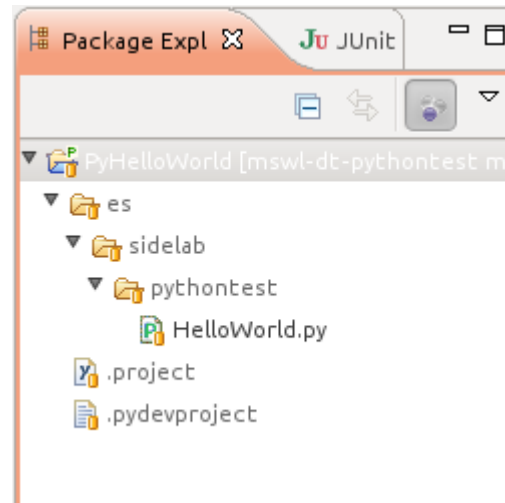 Package Expl JUnit
PyHelloWorld [mswl-dt-pythontest m
es
sidelab
pythontest
HelloWorld.py
.project
.pydevproject